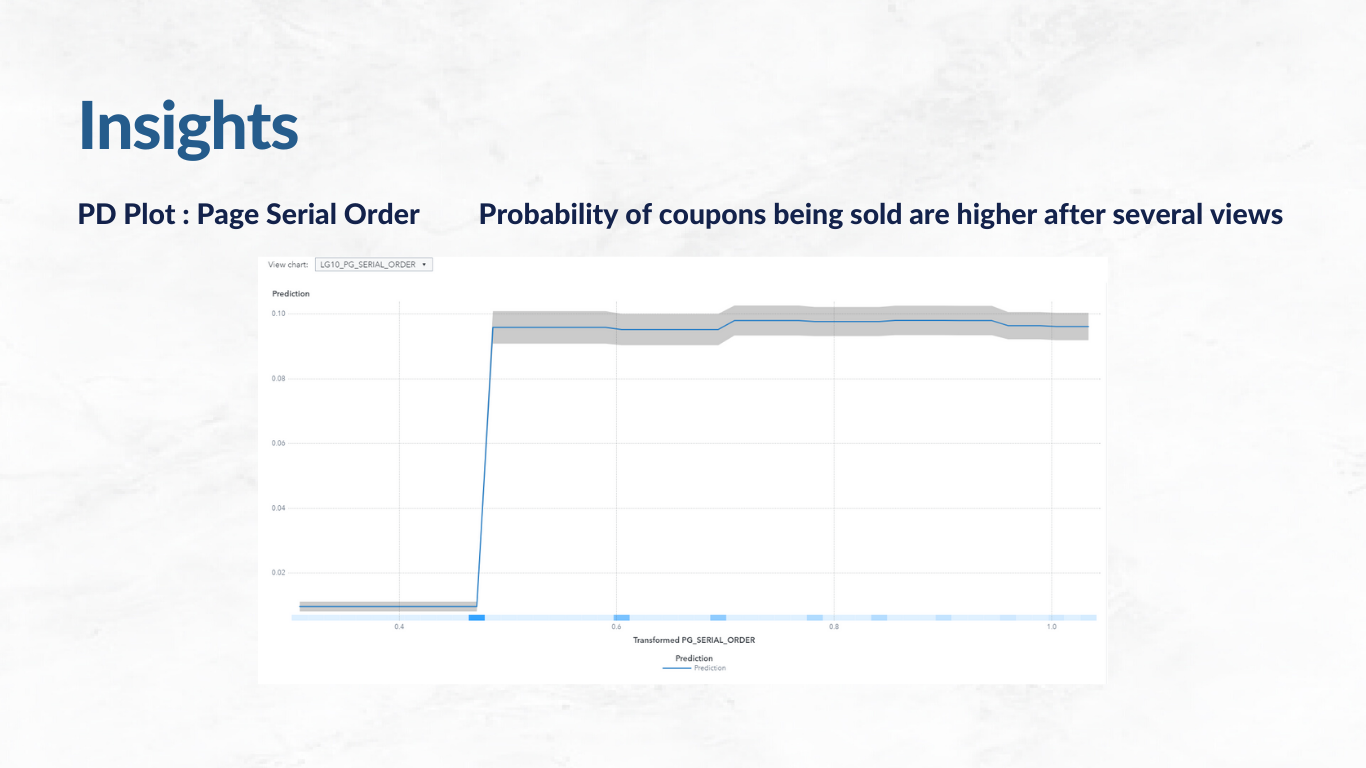 Insights
PD Plot : Page Serial Order Probability of coupons being sold are higher after several views
View chart: LG10_PG_SERIAL_ORDER
Prediction
0.10
0.08
0.06
0.04
0.02
0.4 0.6 0.8 1.0
Transformed PG_SERIAL_ORDER
Prediction
Prediction